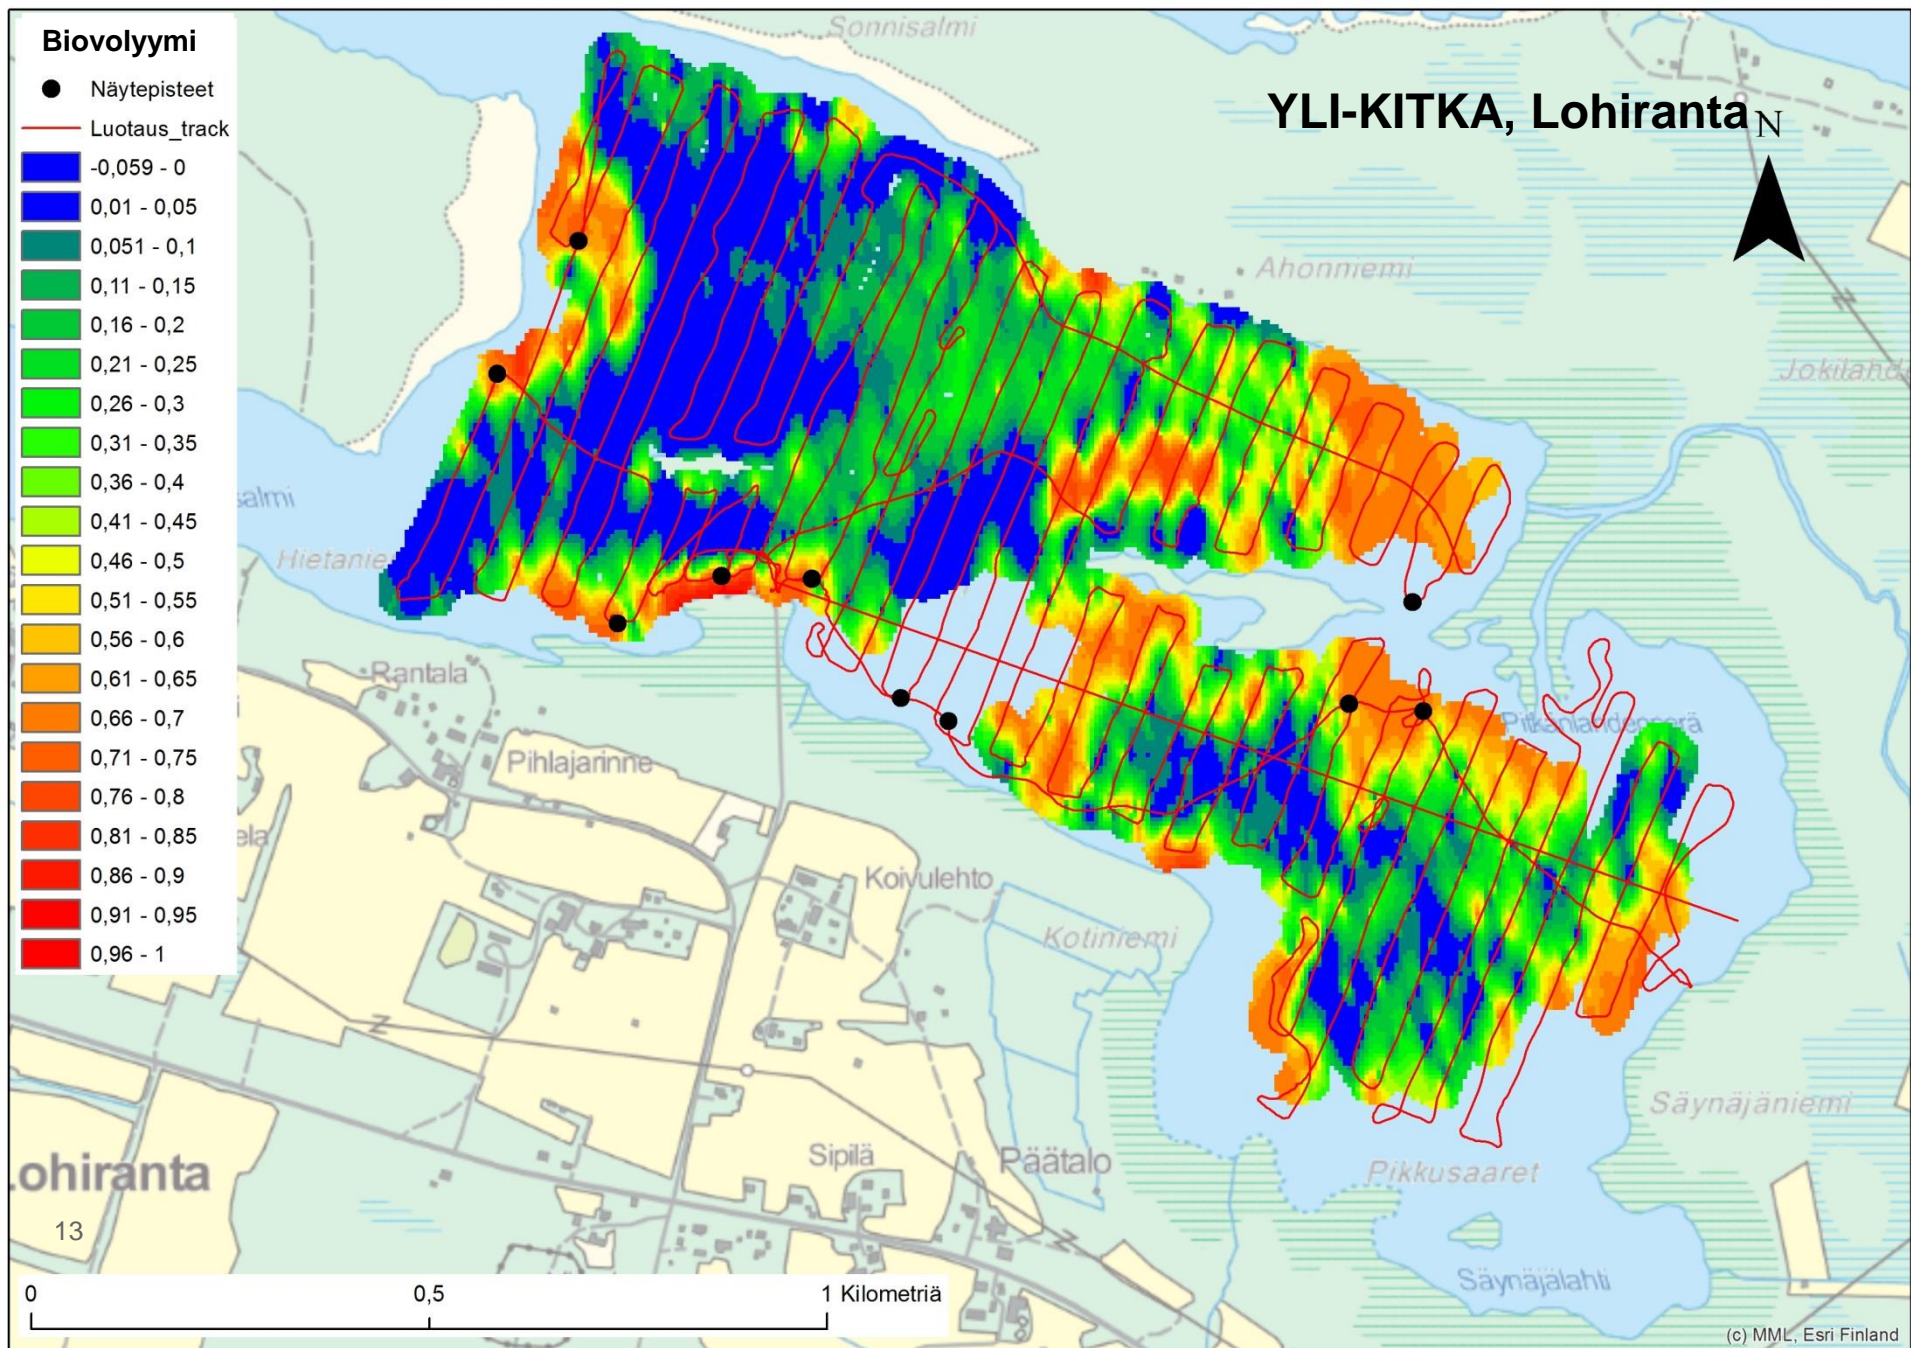 Biovolyymi
Näytepisteet
Luotaus_track
-0,059 - 0
0,01 - 0,05
0,051 - 0,1
0,11 - 0,15
0,16 - 0,2
0,21 - 0,25
0,26 - 0,3
0,31 - 0,35
0,36 - 0,4
0,41 - 0,45
0,46 - 0,5
0,51 - 0,55
0,56 - 0,6
0,61 - 0,65
0,66 - 0,7
0,71 - 0,75
0,76 - 0,8
0,81 - 0,85
0,86 - 0,9
0,91 - 0,95
0,96 - 1
Sonnisalmi
YLI-KITKA, Lohiranta
N
Ahonniemi
Jokilahde
salmi
Hietanie
Rantala
Pihlajarinne
ela
Koivulehto
Kotiniemi
Säynäjäniemi
Sipilä
Päätalo
Pikkusaaret
ohiranta
13
Säynäjälahti
0 0,5 1 Kilometriä
(c) MML, Esri Finland